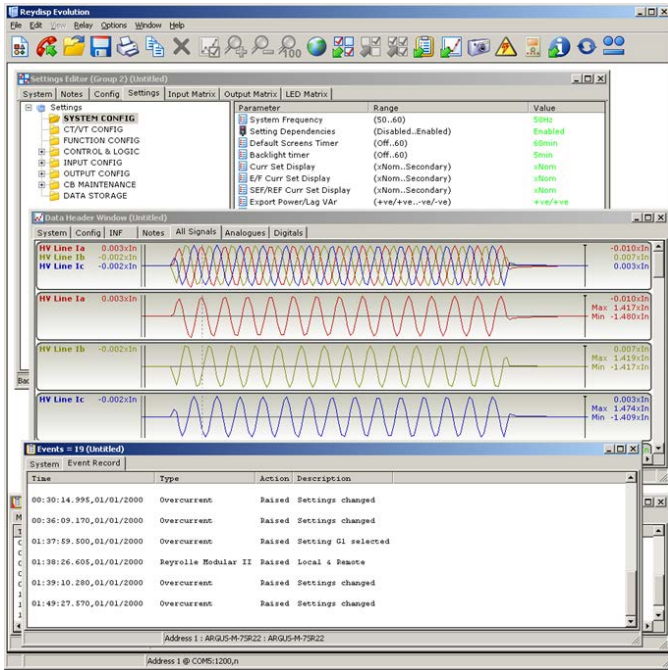 Reydisp Evolution
File Edit View Relay Options Window Help
Settings Editor (Group 2) (Untitled)
System Notes Config Settings Input Matrix Output Matrix LED Matrix
Settings
SYSTEM CONFIG
CT/VT CONFIG
FUNCTION CONFIG
CONTROL & LOGIC
INPUT CONFIG
OUTPUT CONFIG
CB MAINTENANCE
DATA STORAGE
Parameter Range Value
System Frequency (50..60) 50Hz
Setting Dependencies (Disabled..Enabled) Enabled
Default Screens Timer (Off..60) 60min
Backlight timer (Off..60) 5min
Curr Set Display (xNom..Secondary) xNom
E/F Curr Set Display (xNom..Secondary) xNom
SEF/REF Curr Set Display (xNom..Secondary) xNom
Export Power/Lag VAr (+ve/+ve..-ve/-ve) +ve/+ve
Data Header Window (Untitled)
System Config INF Notes All Signals Analogues Digitals
HV Line Ia 0.003xIn -0.010xIn
HV Line Ib -0.002xIn 0.007xIn
HV Line Ic -0.002xIn 0.003xIn
HV Line Ia 0.003xIn -0.010xIn
Max 1.417xIn
Min -1.480xIn
HV Line Ib -0.002xIn 0.007xIn
Max 1.419xIn
Min -1.417xIn
HV Line Ic -0.002xIn 0.003xIn
Max 1.474xIn
Min -1.409xIn
Events = 19 (Untitled)
System Event Record
Time Type Action Description
00:30:14.995,01/01/2000 Overcurrent Raised Settings changed
00:36:09.170,01/01/2000 Overcurrent Raised Settings changed
01:37:59.500,01/01/2000 Overcurrent Raised Setting G1 selected
01:38:26.605,01/01/2000 Reyrolle Modular II Raised Local & Remote
01:39:10.280,01/01/2000 Overcurrent Raised Settings changed
01:49:27.570,01/01/2000 Overcurrent Raised Settings changed
Address 1 : ARGUS-M-7SR22 : ARGUS-M-7SR22
Address 1 @ COM5:1200,n